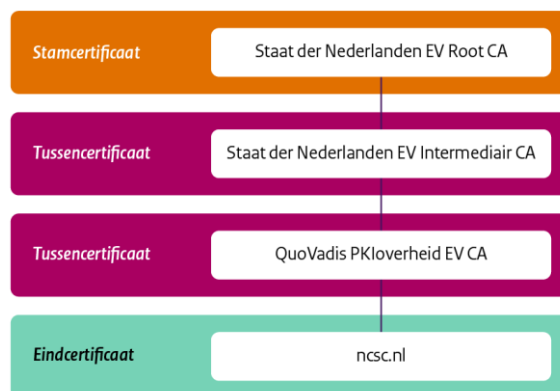 Stamcertificaat
Staat der Nederlanden EV Root CA
Tussencertificaat
Staat der Nederlanden EV Intermediair CA
Tussencertificaat
QuoVadis PKIoverheid EV CA
Eindcertificaat
ncsc.nl